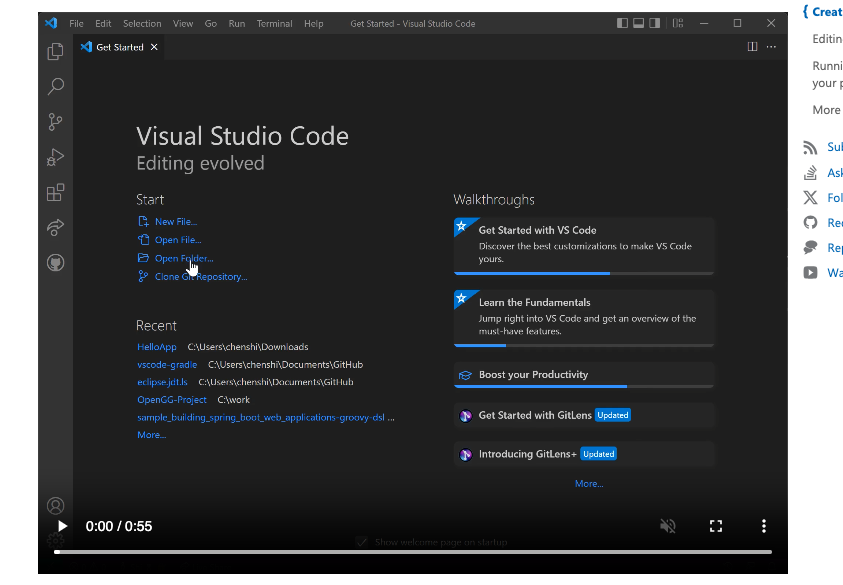 File Edit Selection View Go Run Terminal Help Get Started - Visual Studio Code
Get Started
Visual Studio Code
Editing evolved
Start
New File...
Open File...
Open Folder...
Clone Git Repository...
Recent
HelloApp C:\Users\chenshi\Downloads
vscode-gradle C:\Users\chenshi\Documents\GitHub
eclipse.jdt.ls C:\Users\chenshi\Documents\GitHub
OpenGG-Project C:\work
sample_building_spring_boot_web_applications-groovy-dsl ...
More...
Walkthroughs
Get Started with VS Code
Discover the best customizations to make VS Code
yours.
Learn the Fundamentals
Jump right into VS Code and get an overview of the
must-have features.
Boost your Productivity
Get Started with GitLens Updated
Introducing GitLens+ Updated
More...
Show welcome page on startup
0:00 / 0:55
{ Creat
Editin
Runni
your p
More
Sub
Ask
Fol
Rec
Rep
Wa